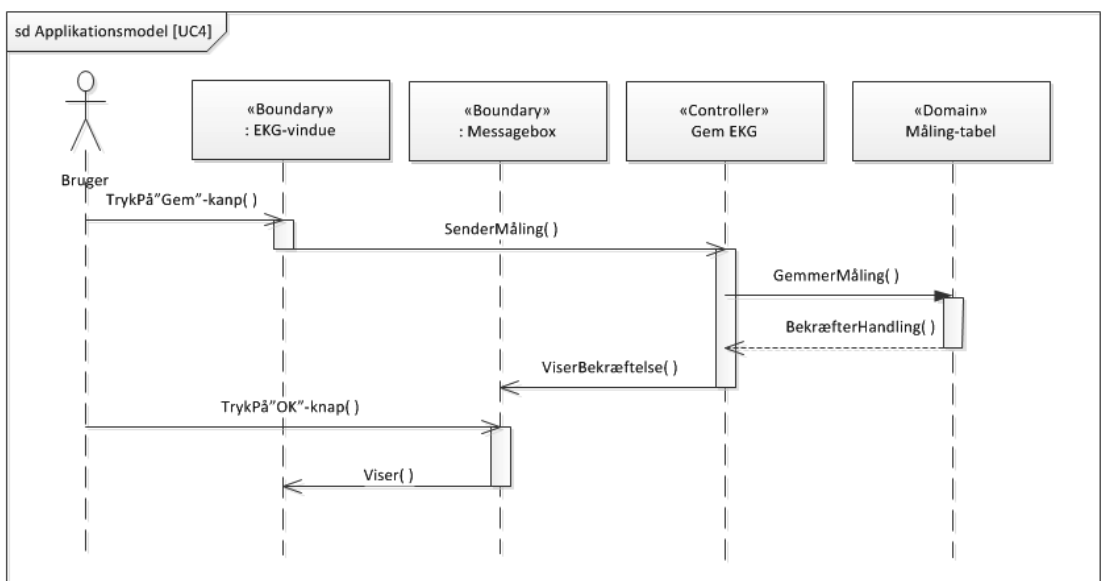 sd Applikationsmodel [UC4]
«Boundary»
: EKG-vindue
«Boundary»
: Messagebox
«Controller»
Gem EKG
«Domain»
Måling-tabel
Bruger
TrykPå"Gem"-kanp( )
SenderMåling( )
GemmerMåling( )
BekræfterHandling( )
ViserBekræftelse( )
TrykPå"OK"-knap( )
Viser( )